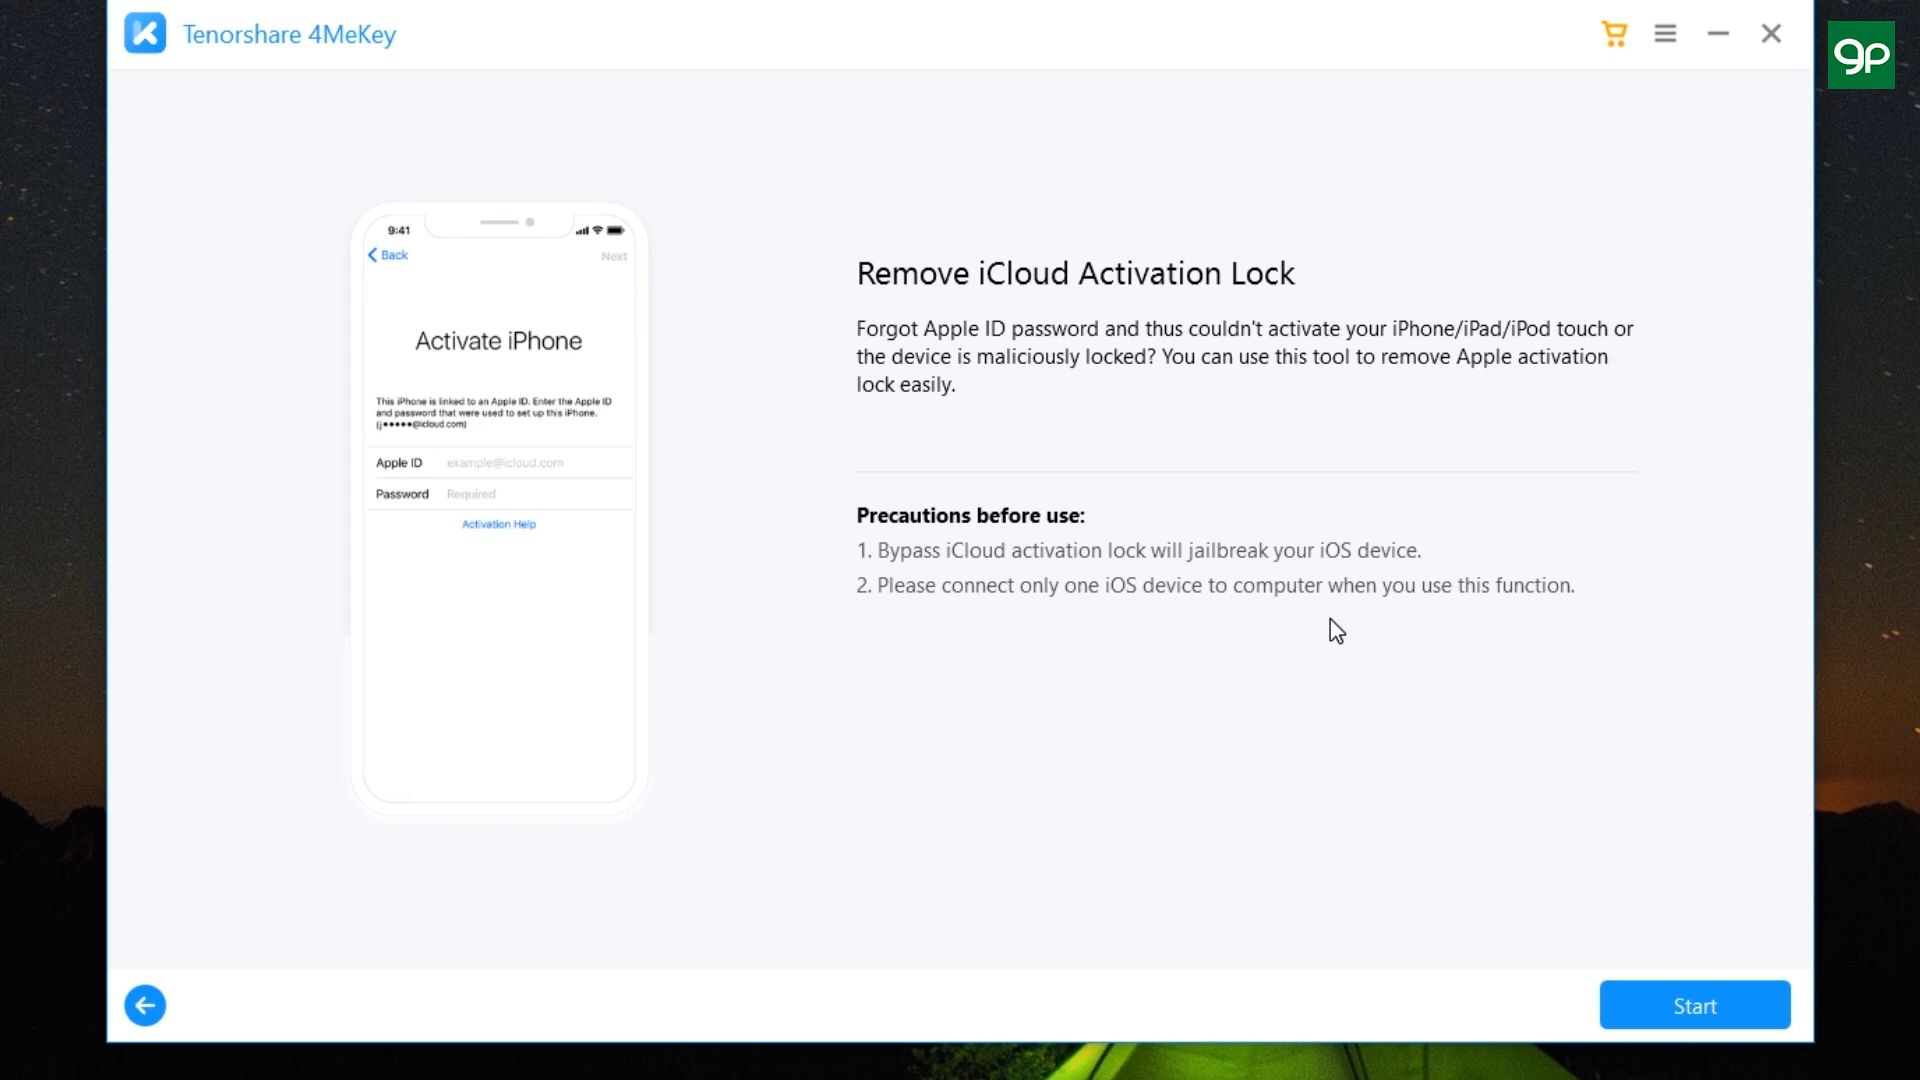 Tenorshare 4MeKey
gp
9:41
Back
Next
Activate iPhone
This iPhone is linked to an Apple ID. Enter the Apple ID
and password that were used to set up this iPhone.
(j●●●●●@icloud.com)
Apple ID example@icloud.com
Password Required
Activation Help
Remove iCloud Activation Lock
Forgot Apple ID password and thus couldn't activate your iPhone/iPad/iPod touch or
the device is maliciously locked? You can use this tool to remove Apple activation
lock easily.
Precautions before use:
1. Bypass iCloud activation lock will jailbreak your iOS device.
2. Please connect only one iOS device to computer when you use this function.
Start